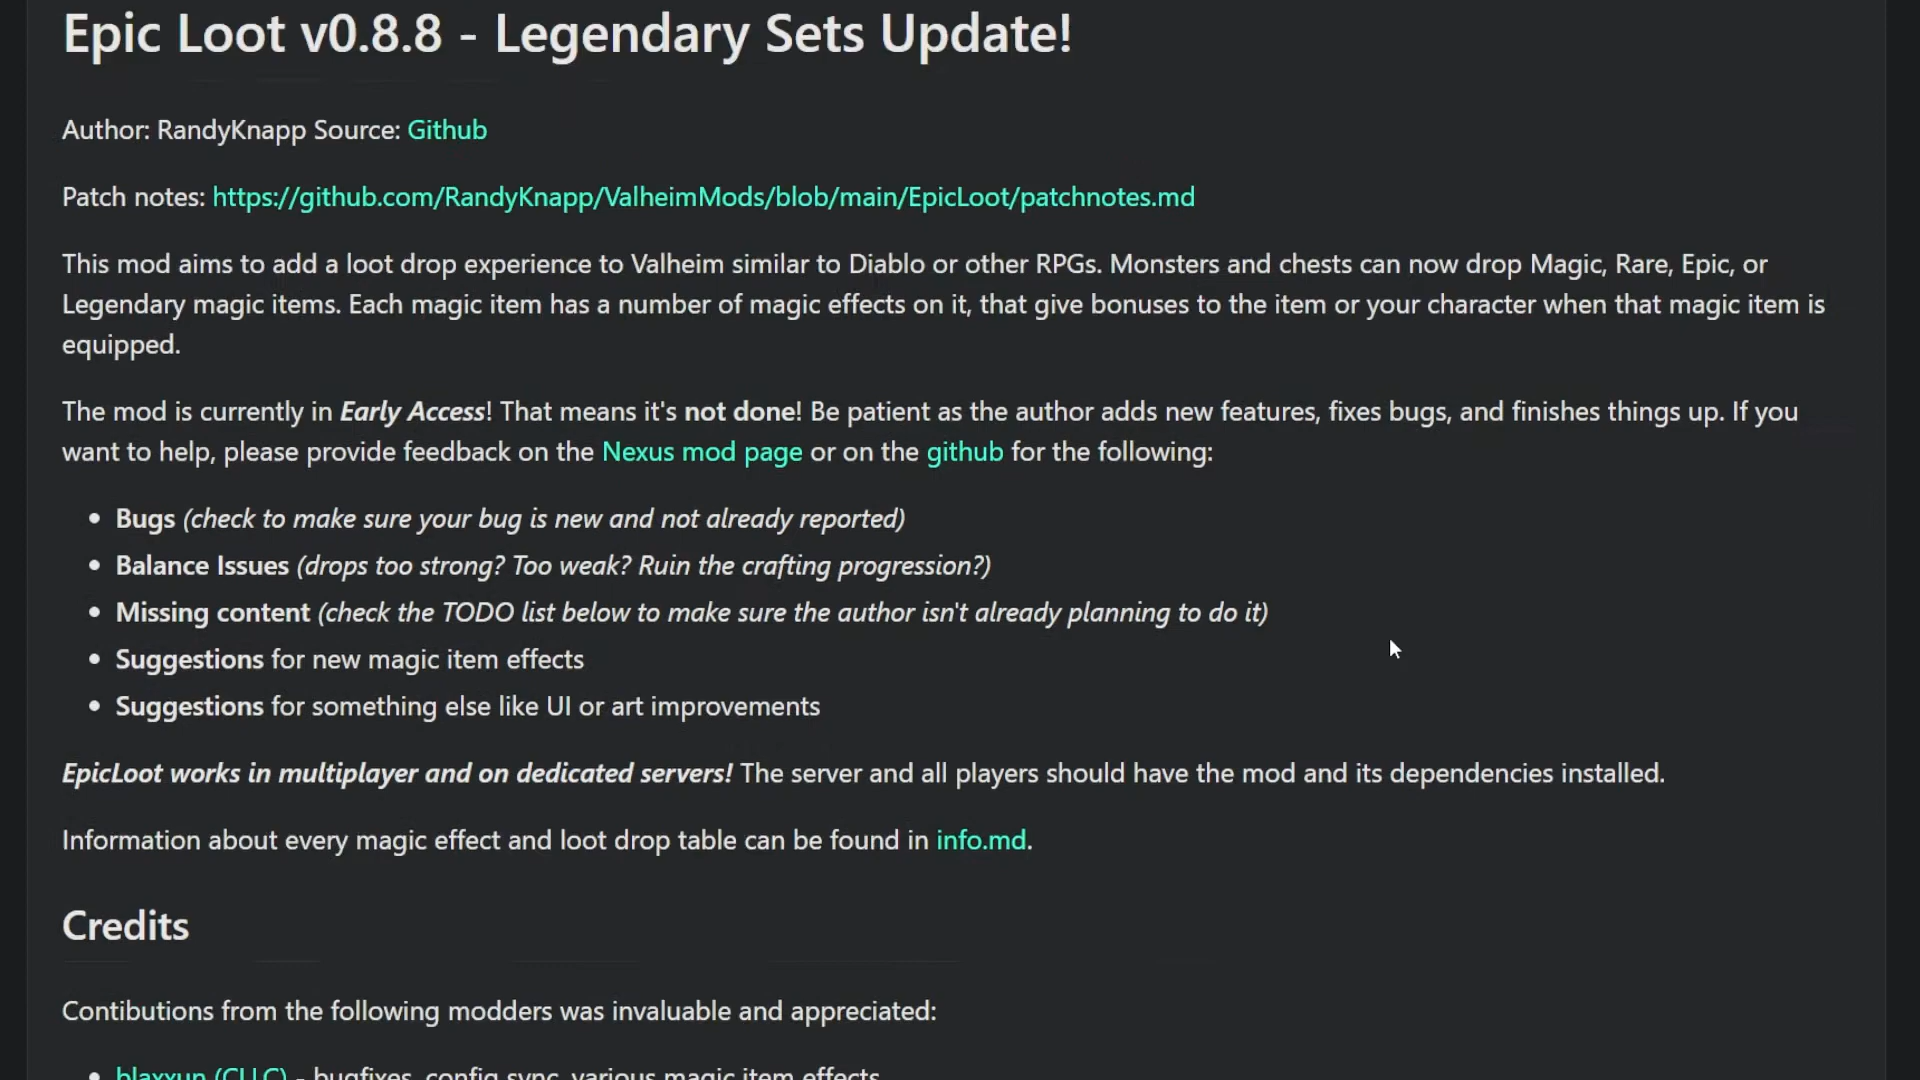 Epic Loot v0.8.8 - Legendary Sets Update!
Author: RandyKnapp Source: Github
Patch notes: https://github.com/RandyKnapp/ValheimMods/blob/main/EpicLoot/patchnotes.md
This mod aims to add a loot drop experience to Valheim similar to Diablo or other RPGs. Monsters and chests can now drop Magic, Rare, Epic, or
Legendary magic items. Each magic item has a number of magic effects on it, that give bonuses to the item or your character when that magic item is
equipped.
The mod is currently in Early Access! That means it's not done! Be patient as the author adds new features, fixes bugs, and finishes things up. If you
want to help, please provide feedback on the Nexus mod page or on the github for the following:
• Bugs (check to make sure your bug is new and not already reported)
• Balance Issues (drops too strong? Too weak? Ruin the crafting progression?)
• Missing content (check the TODO list below to make sure the author isn't already planning to do it)
• Suggestions for new magic item effects
• Suggestions for something else like UI or art improvements
EpicLoot works in multiplayer and on dedicated servers! The server and all players should have the mod and its dependencies installed.
Information about every magic effect and loot drop table can be found in info.md.
Credits
Contibutions from the following modders was invaluable and appreciated:
• blaxxun (CLLC) - bugfixes, config sync, various magic item effects